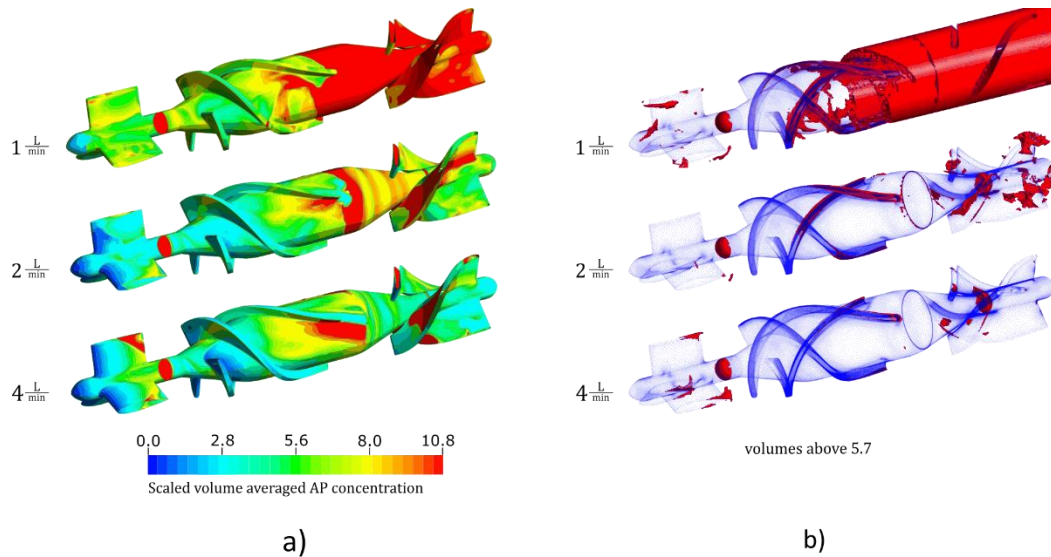 1 L/min
2 L/min
4 L/min
0.0 2.8 5.6 8.0 10.8
Scaled volume averaged AP concentration
a)
1 L/min
2 L/min
4 L/min
volumes above 5.7
b)